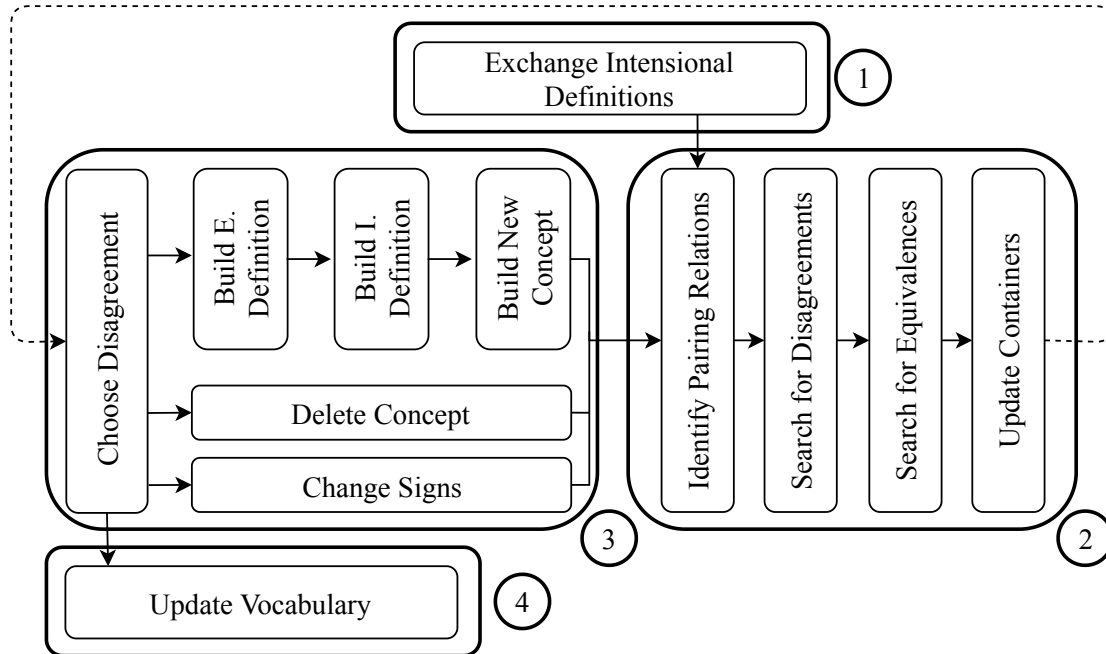 Exchange Intensional
Definitions
1
Choose Disagreement
Build E.
Definition
Build I.
Definition
Build New
Concept
Delete Concept
Change Signs
3
Identify Pairing Relations
Search for Disagreements
Search for Equivalences
Update Containers
2
Update Vocabulary
4